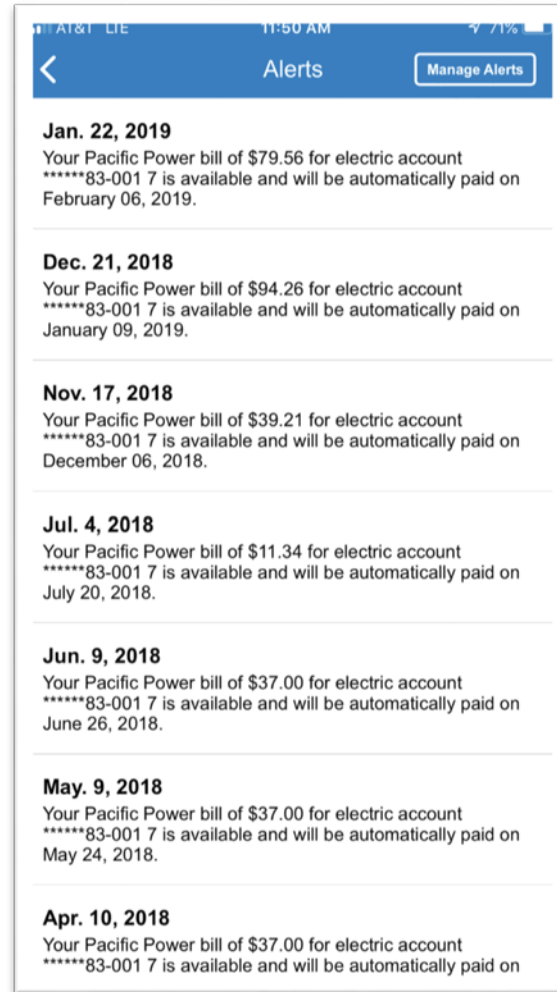 AT&T LTE 11:50 AM 71%
Alerts Manage Alerts
Jan. 22, 2019
Your Pacific Power bill of $79.56 for electric account
******83-001 7 is available and will be automatically paid on
February 06, 2019.
Dec. 21, 2018
Your Pacific Power bill of $94.26 for electric account
******83-001 7 is available and will be automatically paid on
January 09, 2019.
Nov. 17, 2018
Your Pacific Power bill of $39.21 for electric account
******83-001 7 is available and will be automatically paid on
December 06, 2018.
Jul. 4, 2018
Your Pacific Power bill of $11.34 for electric account
******83-001 7 is available and will be automatically paid on
July 20, 2018.
Jun. 9, 2018
Your Pacific Power bill of $37.00 for electric account
******83-001 7 is available and will be automatically paid on
June 26, 2018.
May. 9, 2018
Your Pacific Power bill of $37.00 for electric account
******83-001 7 is available and will be automatically paid on
May 24, 2018.
Apr. 10, 2018
Your Pacific Power bill of $37.00 for electric account
******83-001 7 is available and will be automatically paid on